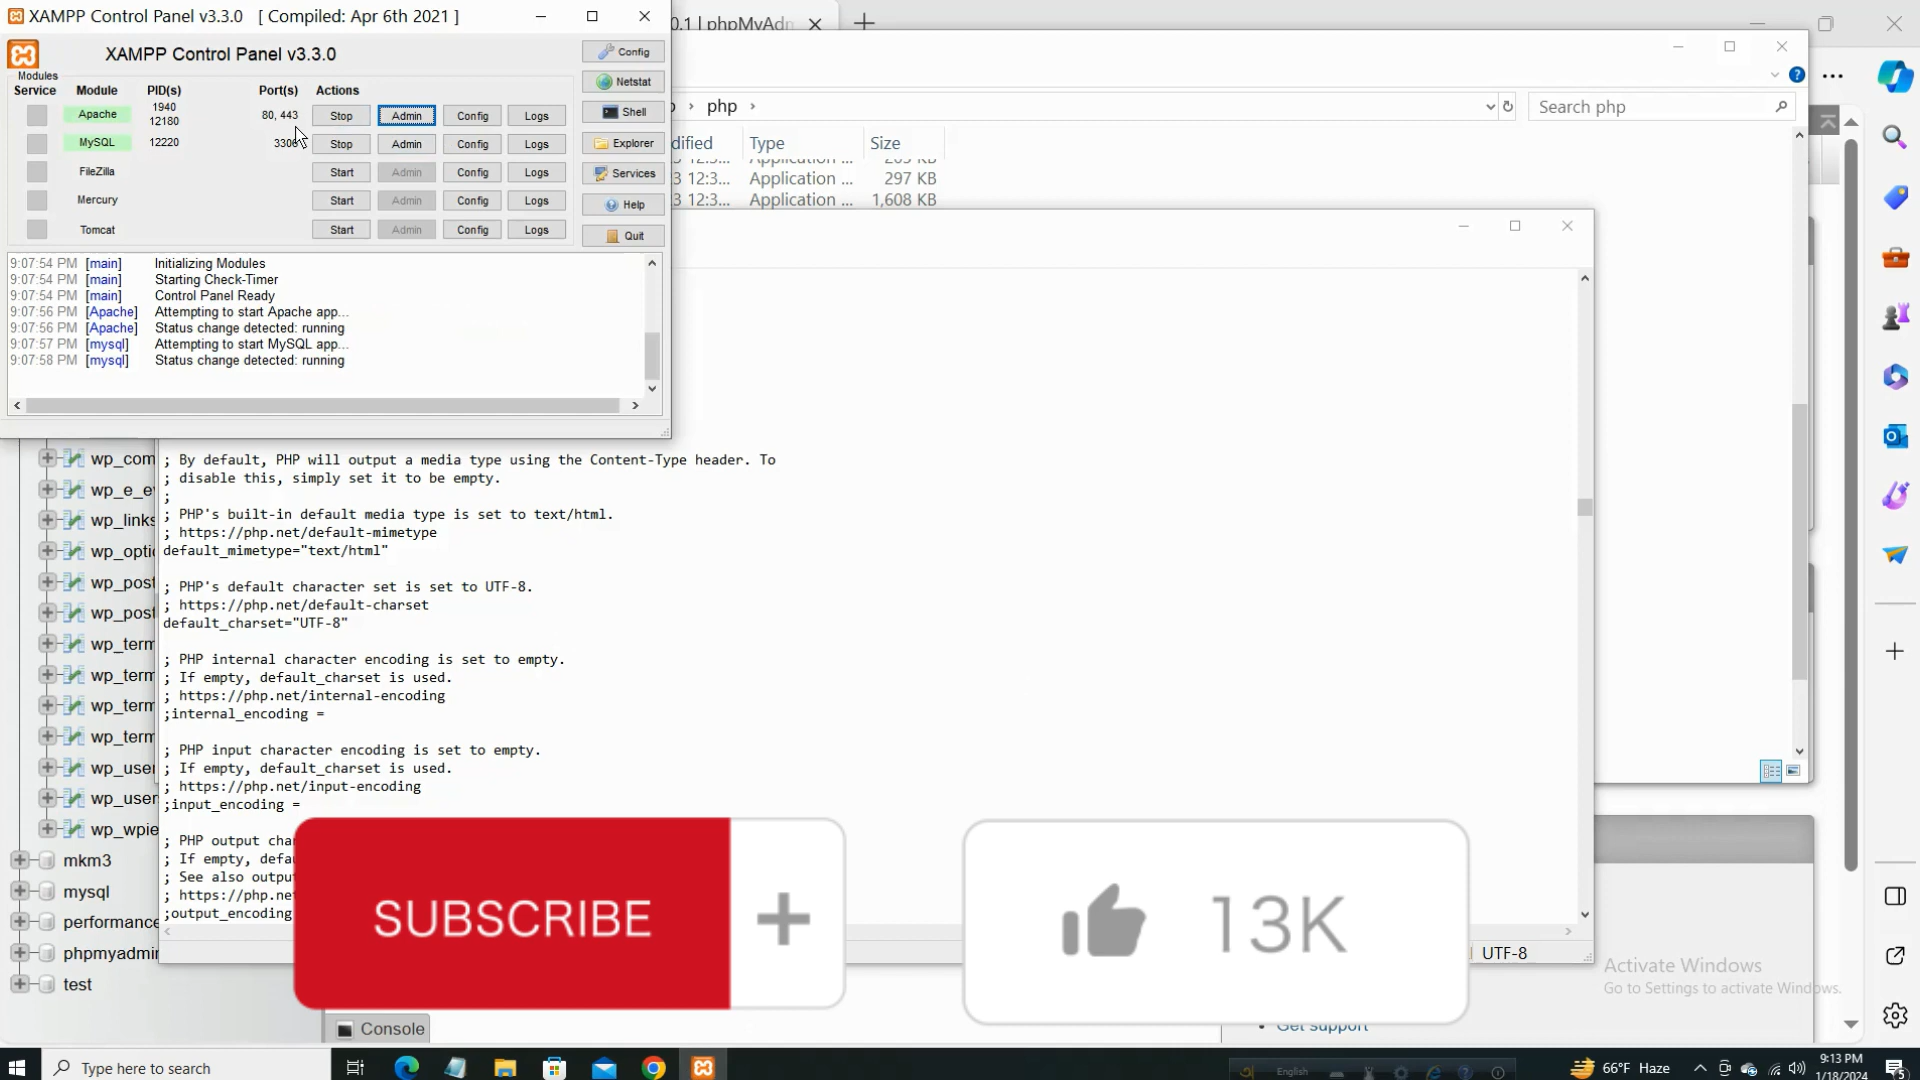 XAMPP Control Panel v3.3.0 [ Compiled: Apr 6th 2021 ]
0.1 | phpMyAdm
XAMPP Control Panel v3.3.0
Config
Modules
Service Module PID(s) Port(s) Actions
Netstat
Apache 1940 12180 80, 443 Stop Admin Config Logs
Shell
MySQL 12220 3306 Stop Admin Config Logs
Explorer
FileZilla Start Admin Config Logs
Services
Mercury Start Admin Config Logs
Help
Tomcat Start Admin Config Logs
Quit
php
Search php
dified Type Size
23 12:3... Application ... 297 KB
23 12:3... Application ... 1,608 KB
9:07:54 PM [main] Initializing Modules
9:07:54 PM [main] Starting Check-Timer
9:07:54 PM [main] Control Panel Ready
9:07:56 PM [Apache] Attempting to start Apache app...
9:07:56 PM [Apache] Status change detected: running
9:07:57 PM [mysql] Attempting to start MySQL app...
9:07:58 PM [mysql] Status change detected: running
wp_com
wp_e_e
wp_links
wp_optio
wp_post
wp_post
wp_term
wp_term
wp_term
wp_term
wp_user
wp_user
wp_wpie
mkm3
mysql
performance
phpmyadmin
test
; By default, PHP will output a media type using the Content-Type header. To
; disable this, simply set it to be empty.
;
; PHP's built-in default media type is set to text/html.
; https://php.net/default-mimetype
default_mimetype="text/html"
; PHP's default character set is set to UTF-8.
; https://php.net/default-charset
default_charset="UTF-8"
; PHP internal character encoding is set to empty.
; If empty, default_charset is used.
; https://php.net/internal-encoding
;internal_encoding =
; PHP input character encoding is set to empty.
; If empty, default_charset is used.
; https://php.net/input-encoding
;input_encoding =
; PHP output cha
; If empty, defa
; See also outpu
; https://php.ne
;output_encoding
SUBSCRIBE
13K
UTF-8
Activate Windows
Go to Settings to activate Windows.
Console
Get support
Type here to search
English
66°F Haze
9:13 PM
1/18/2024
5